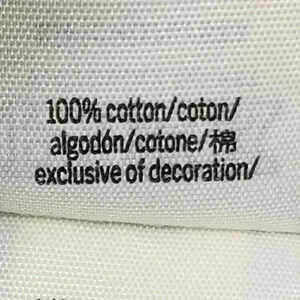 100% cotton/coton/
algodón/cotone/棉
exclusive of decoration/